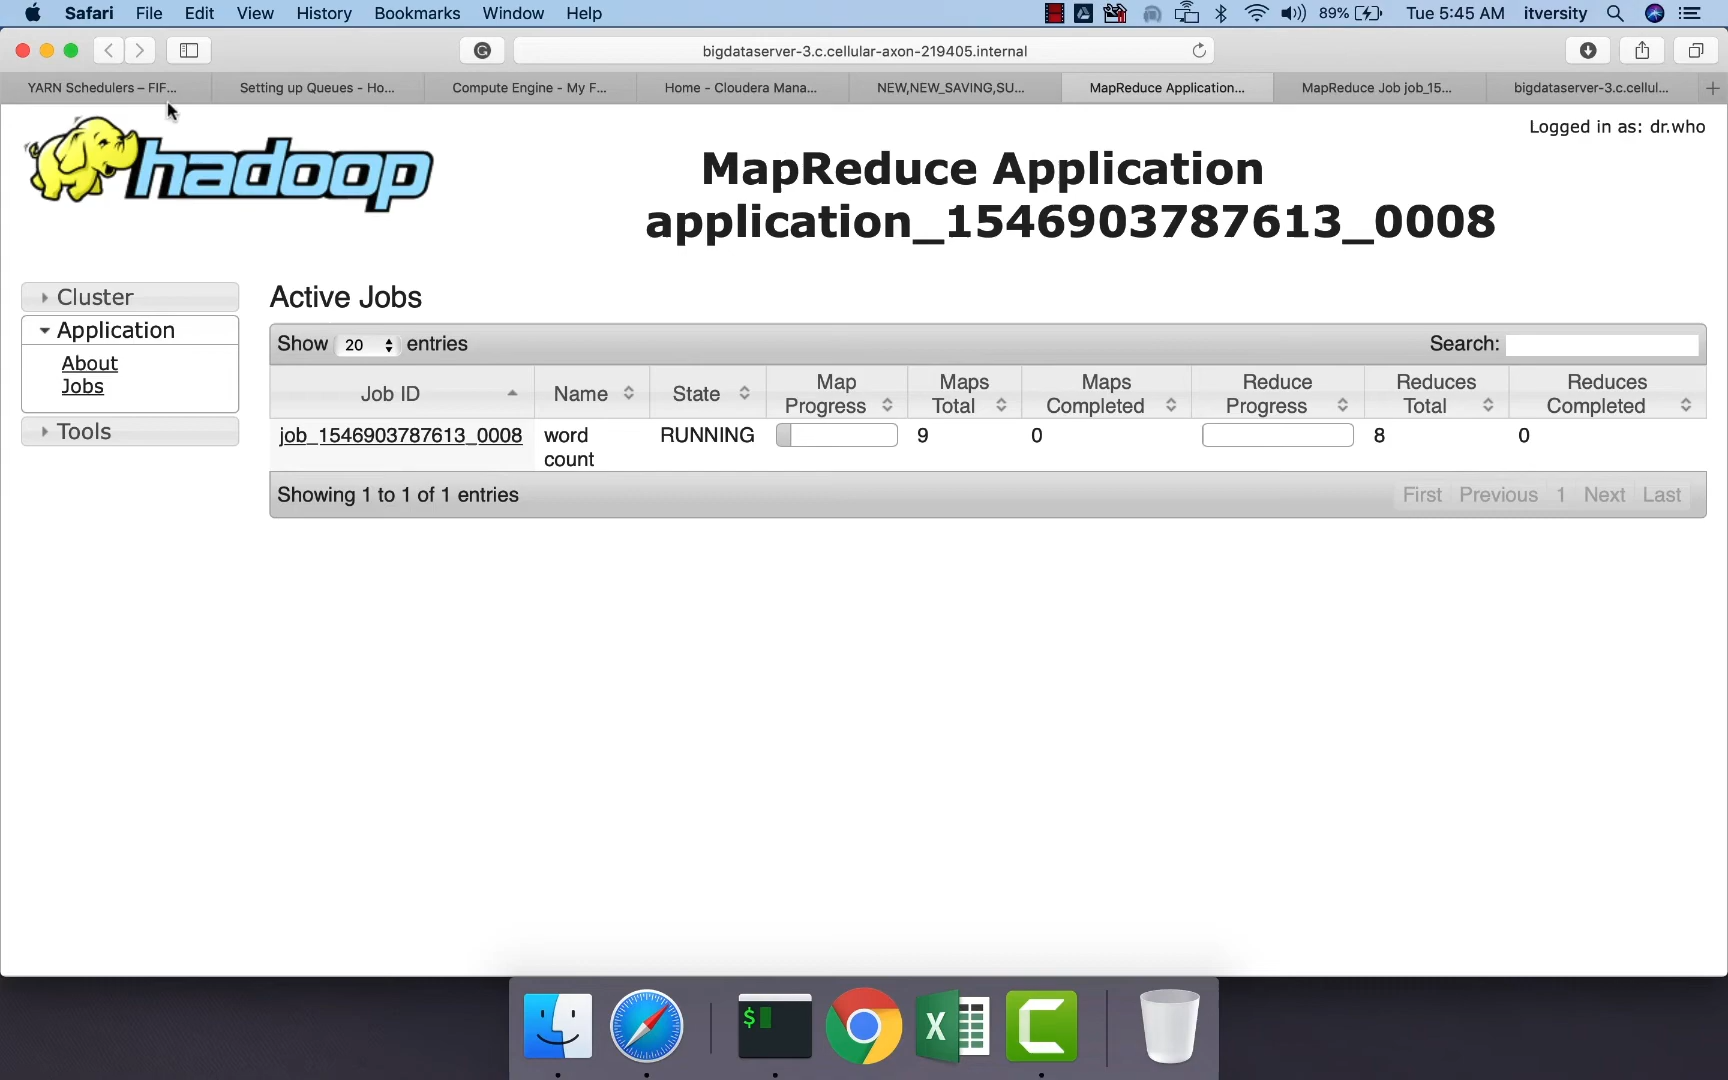 Safari File Edit View History Bookmarks Window Help 89% Tue 5:45 AM itversity
bigdataserver-3.c.cellular-axon-219405.internal
YARN Schedulers – FIF... Setting up Queues - Ho... Compute Engine - My F... Home - Cloudera Mana... NEW,NEW_SAVING,SU... MapReduce Application... MapReduce Job job_15... bigdataserver-3.c.cellul...
Logged in as: dr.who
hadoop
MapReduce Application
application_1546903787613_0008
Cluster
Application
About
Jobs
Tools
Active Jobs
Show 20 entries Search:
Job ID Name State Map Progress Maps Total Maps Completed Reduce Progress Reduces Total Reduces Completed
job_1546903787613_0008 word count RUNNING 9 0 8 0
Showing 1 to 1 of 1 entries First Previous 1 Next Last